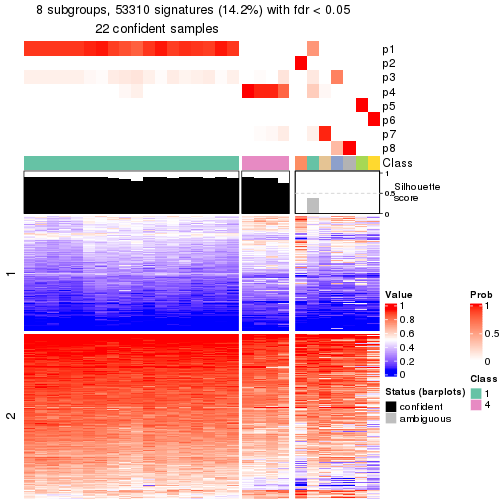 8 subgroups, 53310 signatures (14.2%) with fdr < 0.05
22 confident samples
p1
p2
p3
p4
p5
p6
p7
p8
Class
1
0.5
0
Silhouette
score
1
2
Value
1
0.8
0.6
0.4
0.2
0
Prob
1
0.5
0
Class
1
4
Status (barplots)
confident
ambiguous